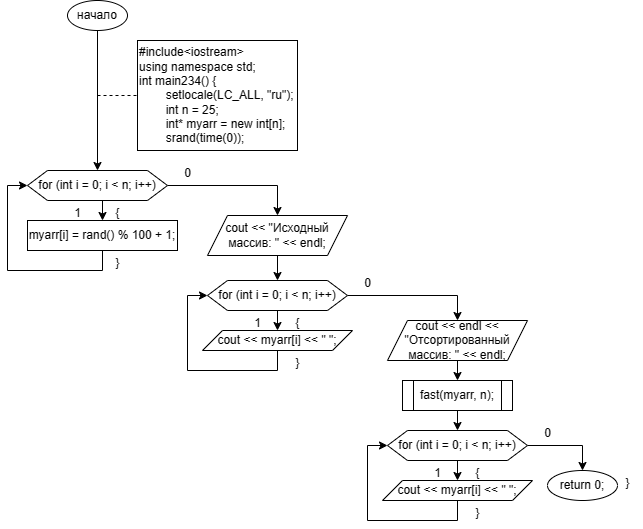 начало
#include<iostream>
using namespace std;
int main234() {
setlocale(LC_ALL, "ru");
int n = 25;
int* myarr = new int[n];
srand(time(0));
for (int i = 0; i < n; i++)
0
1
{
myarr[i] = rand() % 100 + 1;
}
cout << "Исходный
массив: " << endl;
for (int i = 0; i < n; i++)
0
1
{
cout << myarr[i] << " ";
}
cout << endl <<
"Отсортированный
массив: " << endl;
fast(myarr, n);
for (int i = 0; i < n; i++)
0
1
{
cout << myarr[i] << " ";
}
return 0;
}